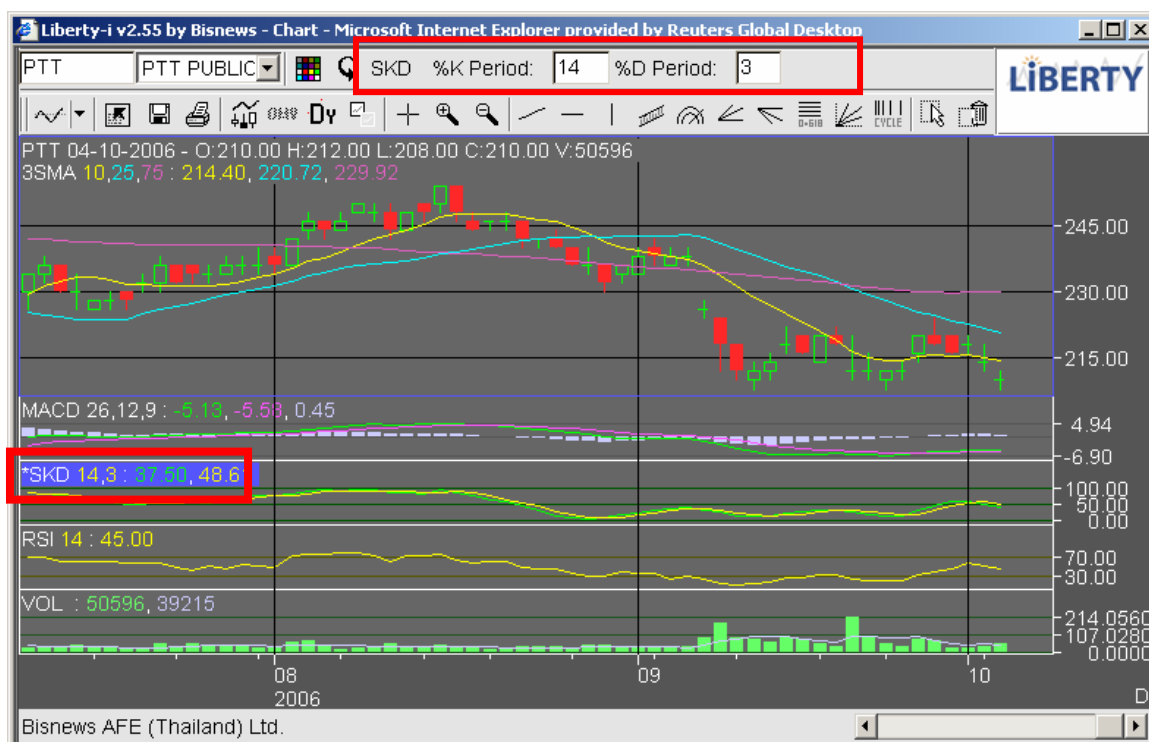 Liberty-i v2.55 by Bisnews - Chart - Microsoft Internet Explorer provided by Reuters Global Desktop
PTT PTT PUBLIC SKD %K Period: 14 %D Period: 3
LiBERTY
Dy 0.618 CYCLE
PTT 04-10-2006 - O:210.00 H:212.00 L:208.00 C:210.00 V:50596
3SMA 10,25,75 : 214.40, 220.72, 229.92
245.00
230.00
215.00
MACD 26,12,9 : -5.13, -5.58, 0.45
4.94
-6.90
*SKD 14,3 : 37.50, 48.61
100.00
50.00
0.00
RSI 14 : 45.00
70.00
30.00
VOL : 50596, 39215
214.0560
107.0280
0.0000
08 09 10
2006 D
Bisnews AFE (Thailand) Ltd.